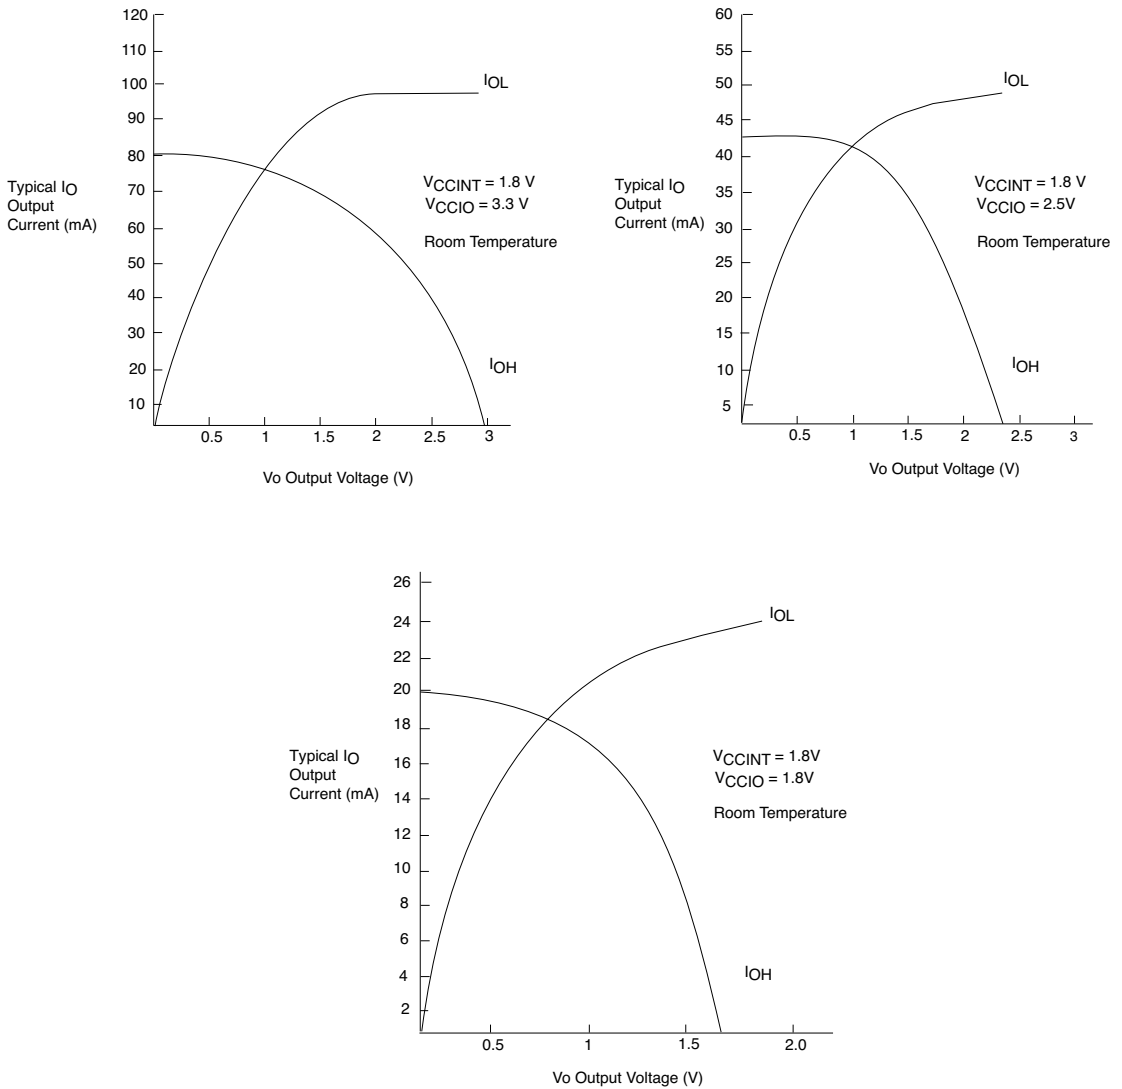 120
110
100
90
80
70
60
50
40
30
20
10
Typical IO
Output
Current (mA)
IOL
VCCINT = 1.8 V
VCCIO = 3.3 V
Room Temperature
IOH
0.5 1 1.5 2 2.5 3
Vo Output Voltage (V)
60
55
50
45
40
35
30
25
20
15
10
5
Typical IO
Output
Current (mA)
IOL
VCCINT = 1.8 V
VCCIO = 2.5V
Room Temperature
IOH
0.5 1 1.5 2 2.5 3
Vo Output Voltage (V)
26
24
22
20
18
16
14
12
10
8
6
4
2
Typical IO
Output
Current (mA)
IOL
VCCINT = 1.8V
VCCIO = 1.8V
Room Temperature
IOH
0.5 1 1.5 2.0
Vo Output Voltage (V)